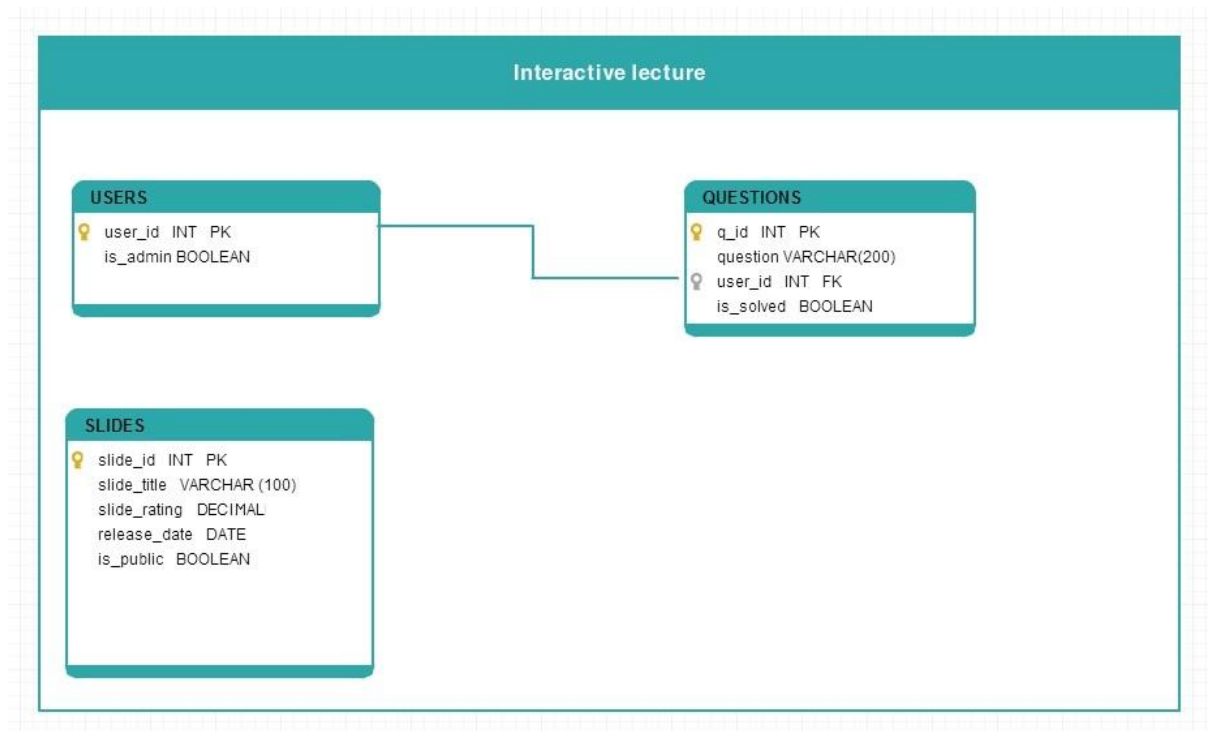 Interactive lecture
USERS
user_id INT PK
is_admin BOOLEAN
QUESTIONS
q_id INT PK
question VARCHAR(200)
user_id INT FK
is_solved BOOLEAN
SLIDES
slide_id INT PK
slide_title VARCHAR (100)
slide_rating DECIMAL
release_date DATE
is_public BOOLEAN